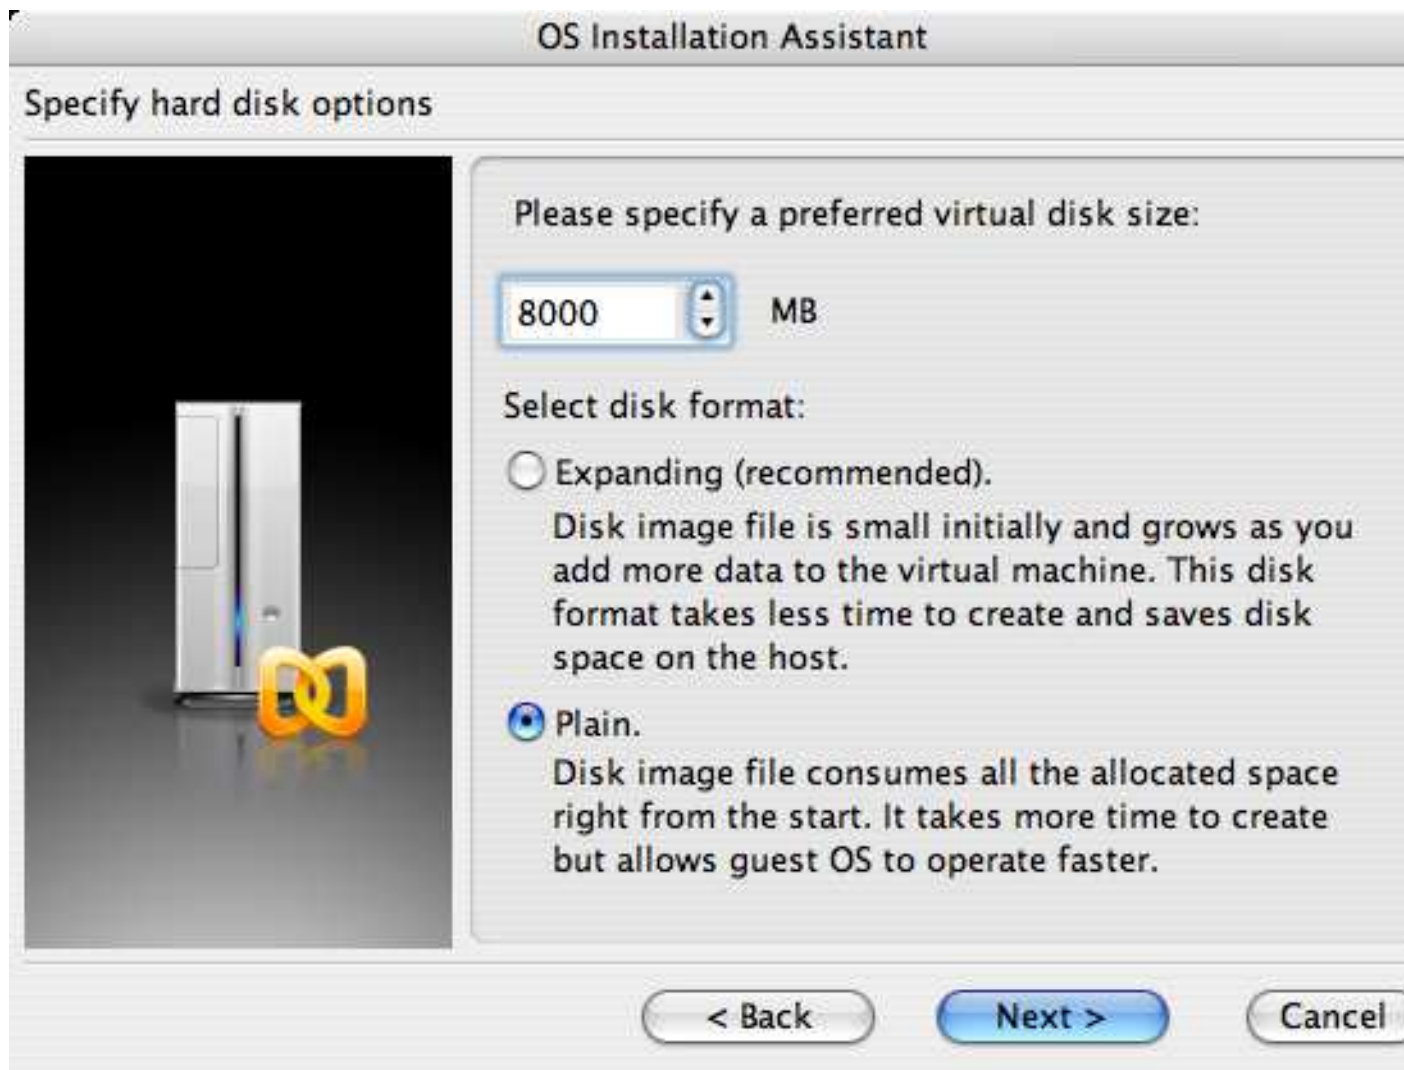 OS Installation Assistant
Specify hard disk options
Please specify a preferred virtual disk size:
8000 MB
Select disk format:
Expanding (recommended).
Disk image file is small initially and grows as you
add more data to the virtual machine. This disk
format takes less time to create and saves disk
space on the host.
Plain.
Disk image file consumes all the allocated space
right from the start. It takes more time to create
but allows guest OS to operate faster.
< Back Next > Cancel